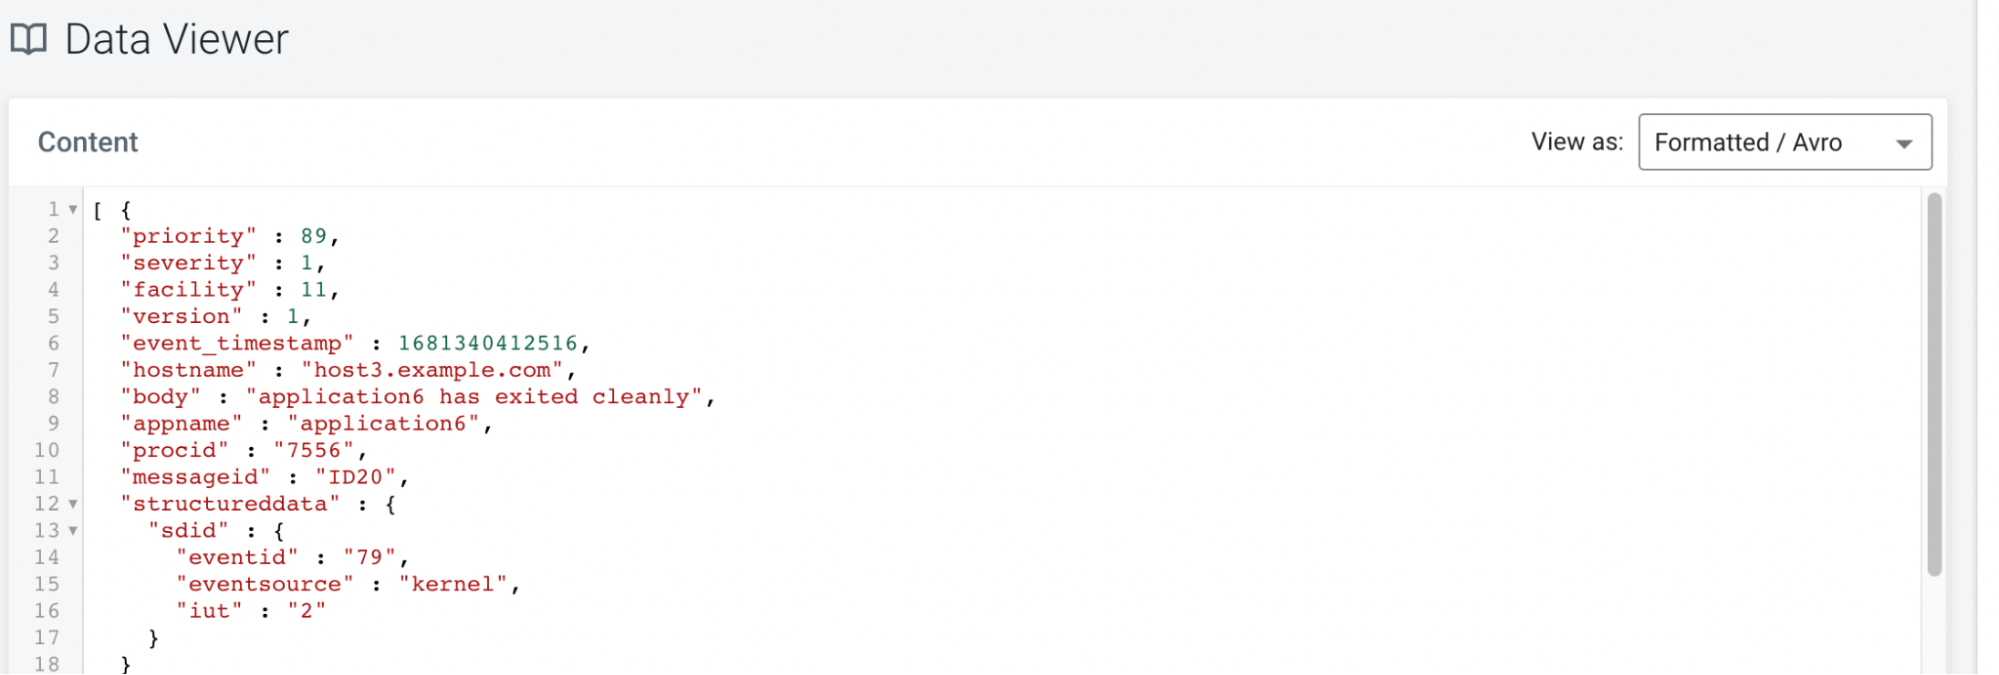 Data Viewer
Content
View as: Formatted / Avro
1 [ {
2 "priority" : 89,
3 "severity" : 1,
4 "facility" : 11,
5 "version" : 1,
6 "event_timestamp" : 1681340412516,
7 "hostname" : "host3.example.com",
8 "body" : "application6 has exited cleanly",
9 "appname" : "application6",
10 "procid" : "7556",
11 "messageid" : "ID20",
12 "structureddata" : {
13 "sdid" : {
14 "eventid" : "79",
15 "eventsource" : "kernel",
16 "iut" : "2"
17 }
18 }